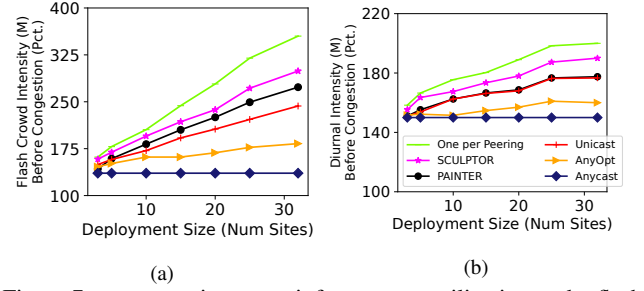 400
325
250
175
100
Flash Crowd Intensity (M)
Before Congestion (Pct.)
10
20
30
Deployment Size (Num Sites)
(a)
220
180
140
100
Diurnal Intensity (M)
Before Congestion (Pct.)
One per Peering
SCULPTOR
PAINTER
Unicast
AnyOpt
Anycast
10
20
30
Deployment Size (Num Sites)
(b)